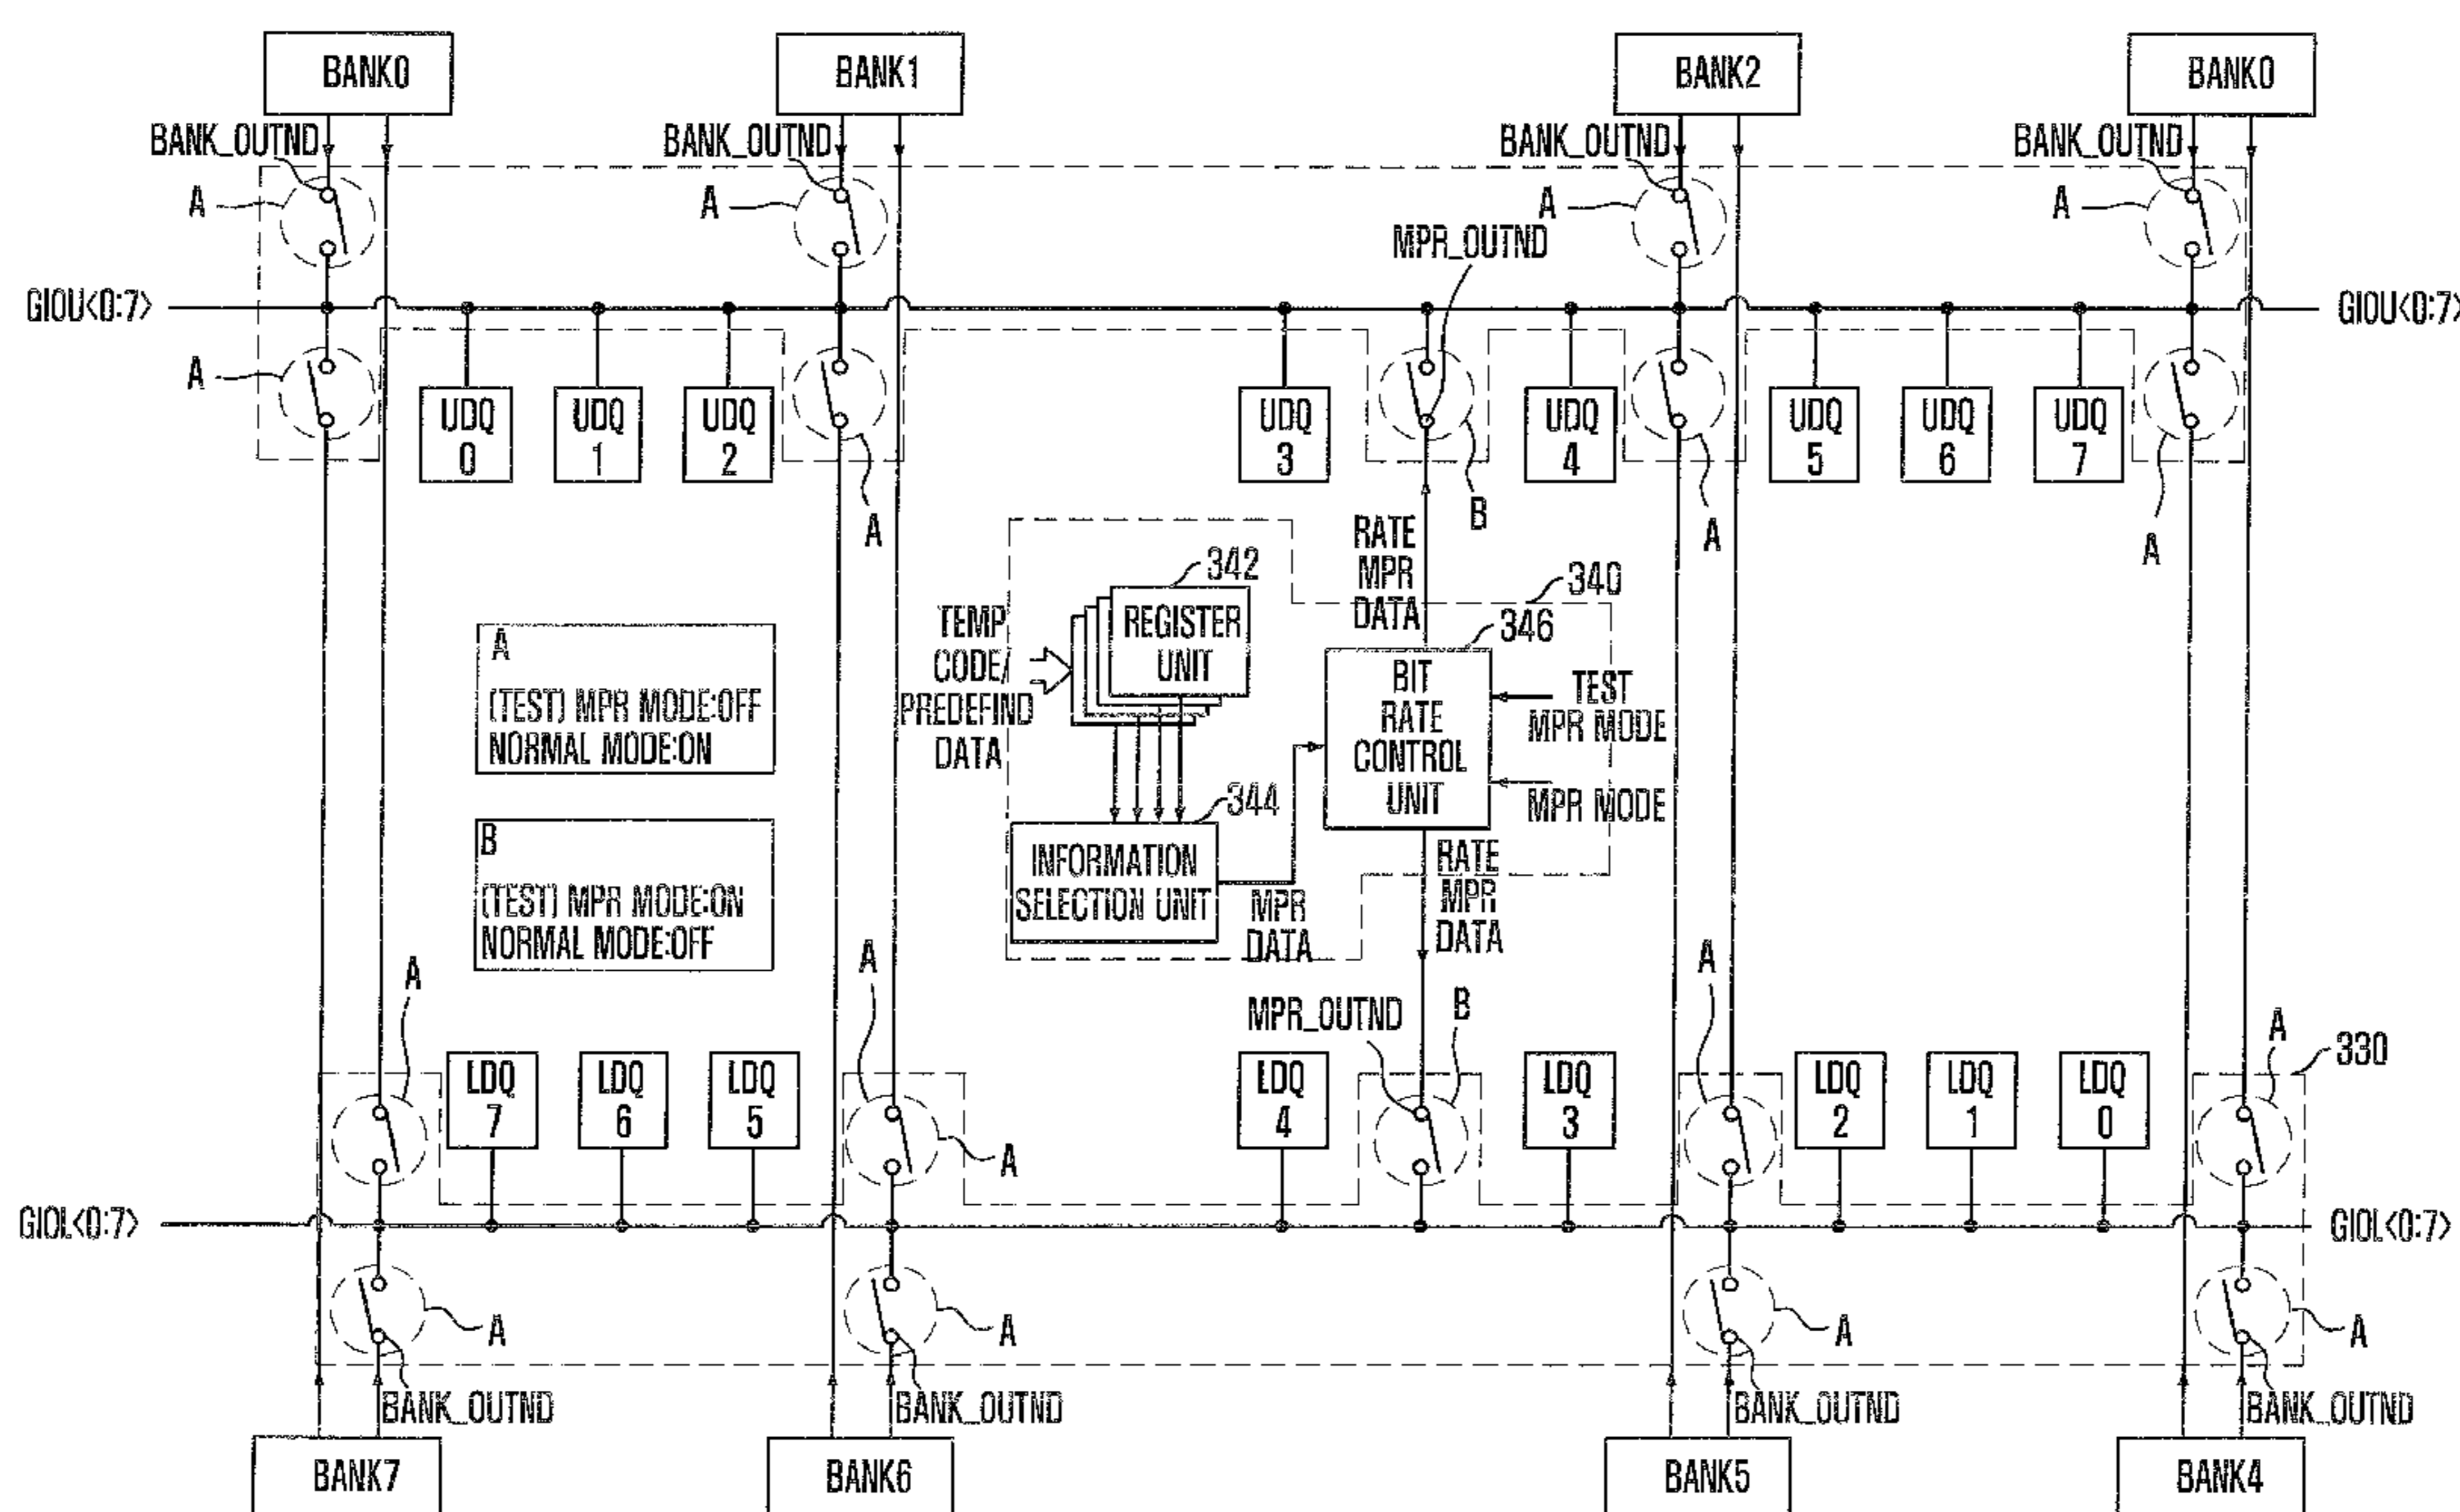 BANK0
BANK1
BANK2
BANK0
BANK_OUTND
BANK_OUTND
BANK_OUTND
BANK_OUTND
A
A
A
A
MPR_OUTND
GIOU<0:7>
GIOU<0:7>
A
UDQ
0
UDQ
1
UDQ
2
A
UDQ
3
B
UDQ
4
A
UDQ
5
UDQ
6
UDQ
7
A
RATE
MPR
DATA
342
340
346
TEMP
CODE/
PREDEFIND
DATA
REGISTER
UNIT
BIT
RATE
CONTROL
UNIT
TEST
MPR MODE
MPR MODE
A
(TEST) MPR MODE:OFF
NORMAL MODE:ON
344
B
(TEST) MPR MODE:ON
NORMAL MODE:OFF
INFORMATION
SELECTION UNIT
MPR
DATA
RATE
MPR
DATA
A
A
A
MPR_OUTND
B
A
330
LDQ
7
LDQ
6
LDQ
5
A
LDQ
4
LDQ
3
LDQ
2
LDQ
1
LDQ
0
GIOL<0:7>
GIOL<0:7>
A
A
A
A
BANK_OUTND
BANK_OUTND
BANK_OUTND
BANK_OUTND
BANK7
BANK6
BANK5
BANK4